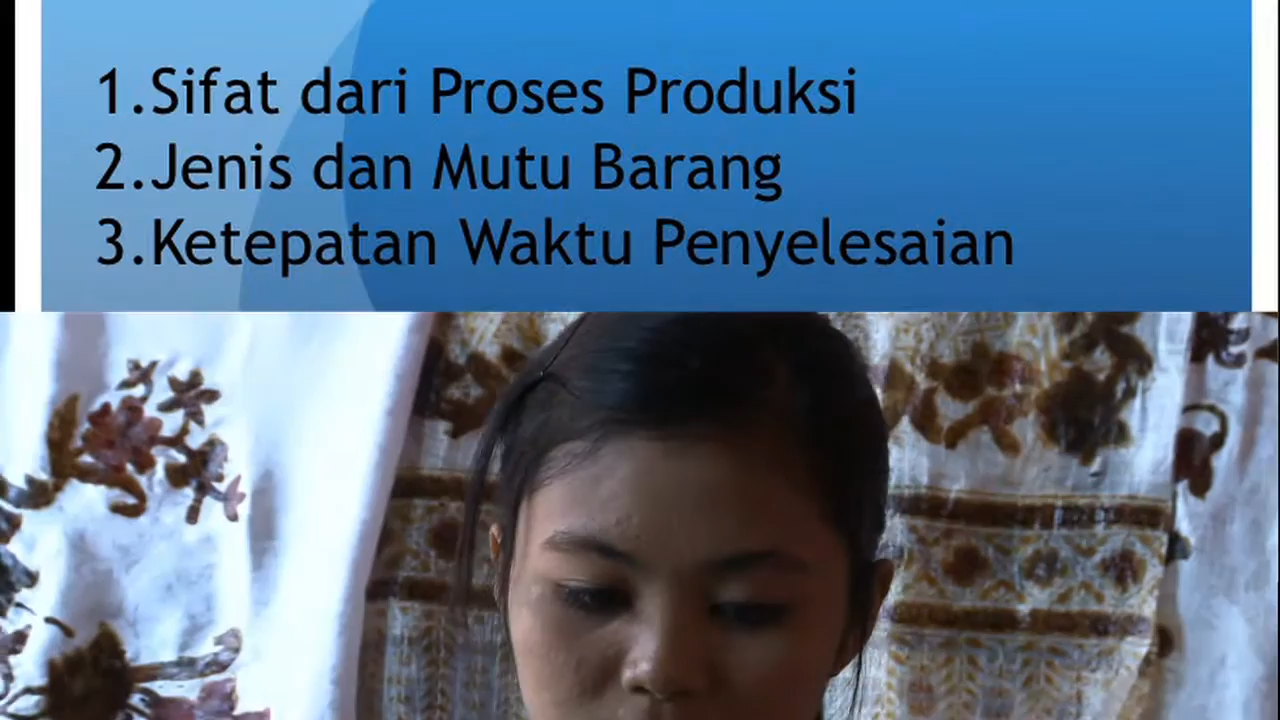 1.Sifat dari Proses Produksi
2.Jenis dan Mutu Barang
3.Ketepatan Waktu Penyelesaian